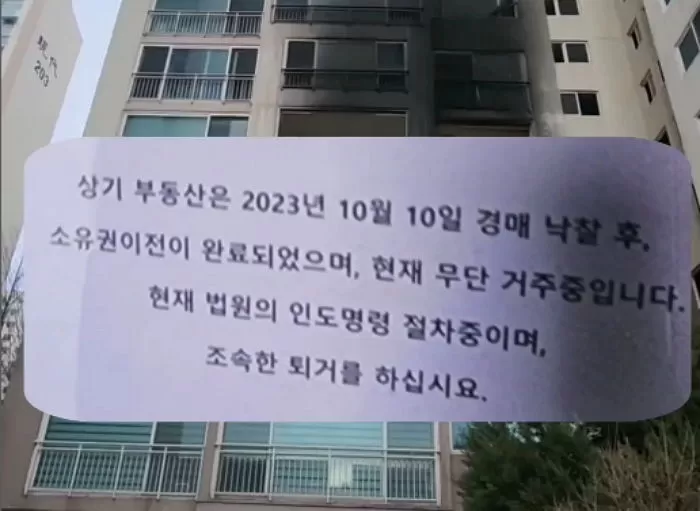 203
상기 부동산은 2023년 10월 10일 경매 낙찰 후,
소유권이전이 완료되었으며, 현재 무단 거주중입니다.
현재 법원의 인도명령 절차중이며,
조속한 퇴거를 하십시요.